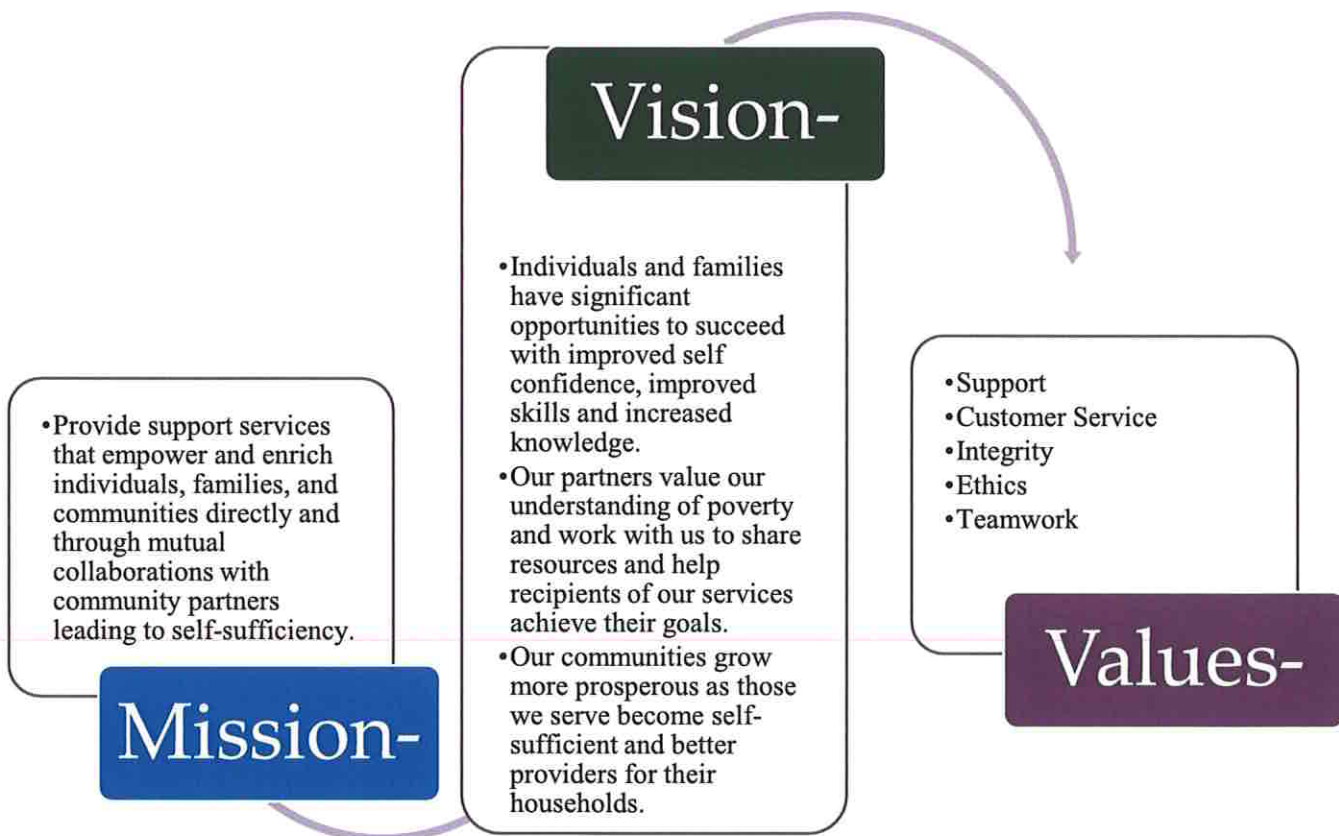 •Provide support services
that empower and enrich
individuals, families, and
communities directly and
through mutual
collaborations with
community partners
leading to self-sufficiency.
Mission-
Vision-
•Individuals and families
have significant
opportunities to succeed
with improved self
confidence, improved
skills and increased
knowledge.
•Our partners value our
understanding of poverty
and work with us to share
resources and help
recipients of our services
achieve their goals.
•Our communities grow
more prosperous as those
we serve become self-
sufficient and better
providers for their
households.
•Support
•Customer Service
•Integrity
•Ethics
•Teamwork
Values-